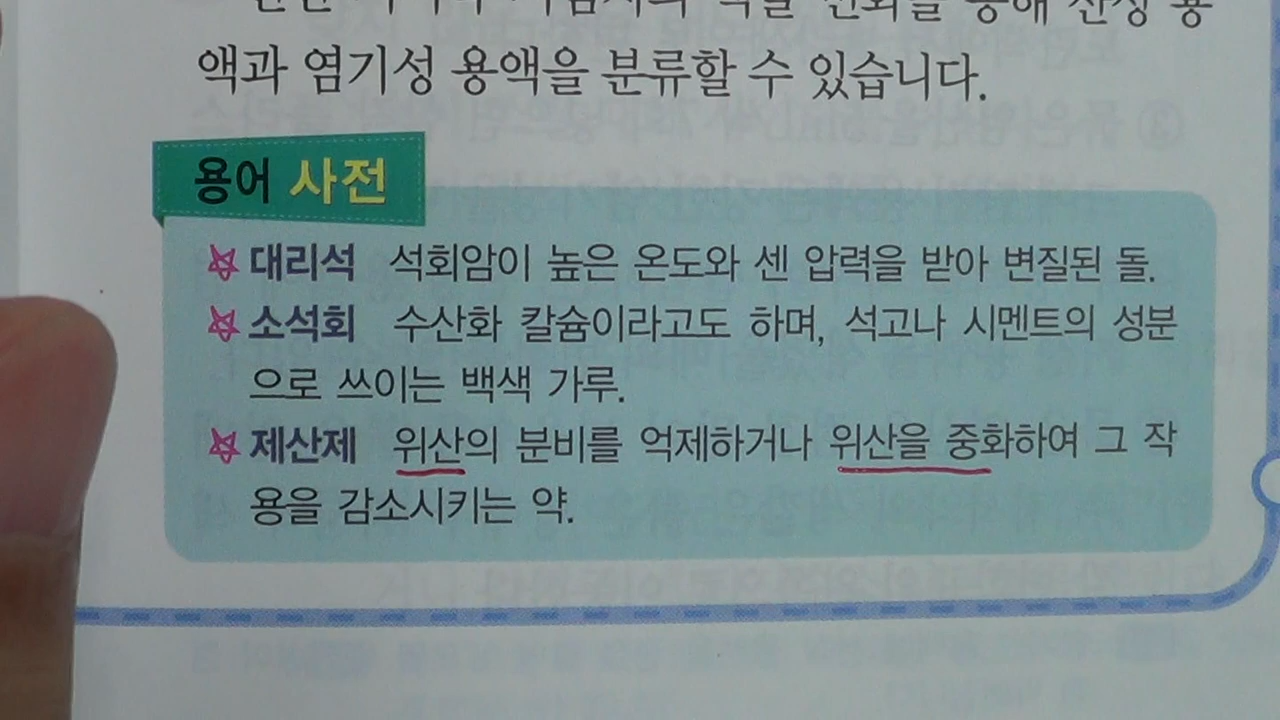 통해
액과 염기성 용액을 분류할 수 있습니다.
용어 사전
대리석 석회암이 높은 온도와 센 압력을 받아 변질된 돌.
소석회 수산화 칼슘이라고도 하며, 석고나 시멘트의 성분
으로 쓰이는 백색 가루.
제산제 위산의 분비를 억제하거나 위산을 중화하여 그 작
용을 감소시키는 약.